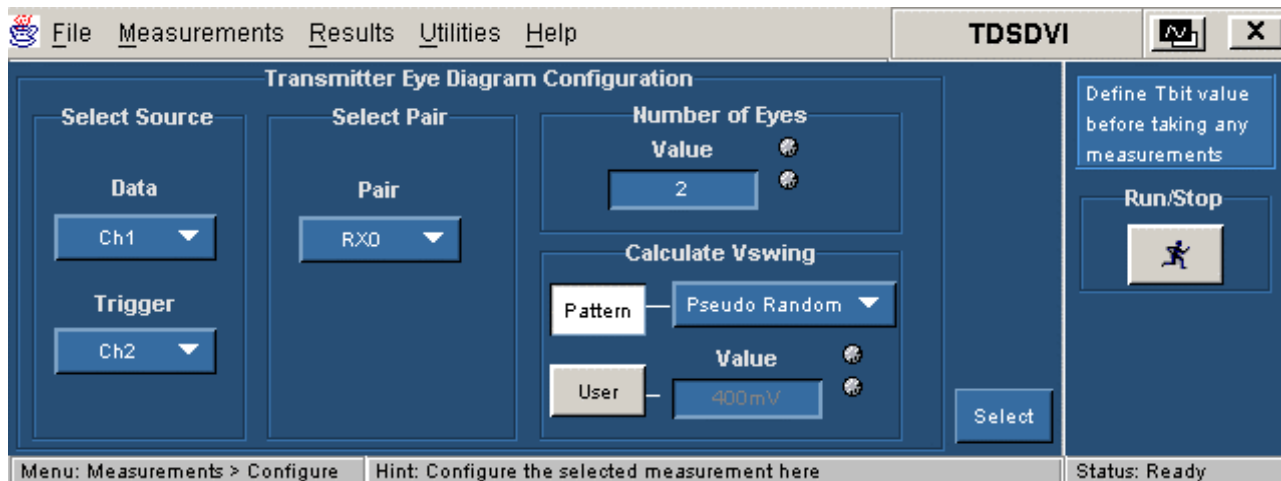 File Measurements Results Utilities Help TDSDVI X
Transmitter Eye Diagram Configuration
Select Source
Data
Ch1
Trigger
Ch2
Select Pair
Pair
RX0
Number of Eyes
Value
2
Calculate Vswing
Pattern
Pseudo Random
User
Value
400mV
Select
Define Tbit value
before taking any
measurements
Run/Stop
Menu: Measurements > Configure
Hint: Configure the selected measurement here
Status: Ready